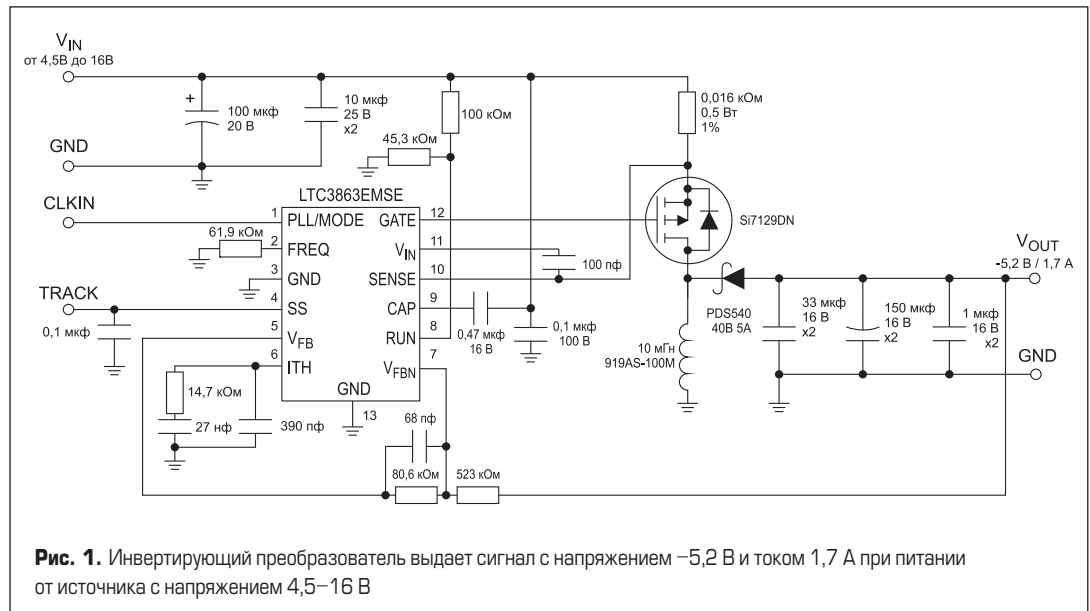 VIN
от 4,5В до 16В
+
100 мкф
20 В
10 мкф
25 В
x2
100 кОм
0,016 кОм
0,5 Вт
1%
GND
45,3 кОм
CLKIN
LTC3863EMSE
1
PLL/MODE
GATE
12
Si7129DN
61,9 кОм
2
FREQ
VIN
11
100 пф
3
GND
SENSE
10
TRACK
4
SS
CAP
9
0,1 мкф
5
VFB
RUN
8
0,47 мкф
16 В
0,1 мкф
100 В
6
ITH
VFBN
7
GND
13
14,7 кОм
27 нф
390 пф
68 пф
80,6 кОм
523 кОм
VOUT
-5,2 В / 1,7 А
PDS540
40В 5А
33 мкф
16 В
x2
150 мкф
16 В
x2
1 мкф
16 В
x2
10 мГн
919AS-100M
GND
Рис. 1. Инвертирующий преобразователь выдает сигнал с напряжением −5,2 В и током 1,7 А при питании
от источника с напряжением 4,5−16 В